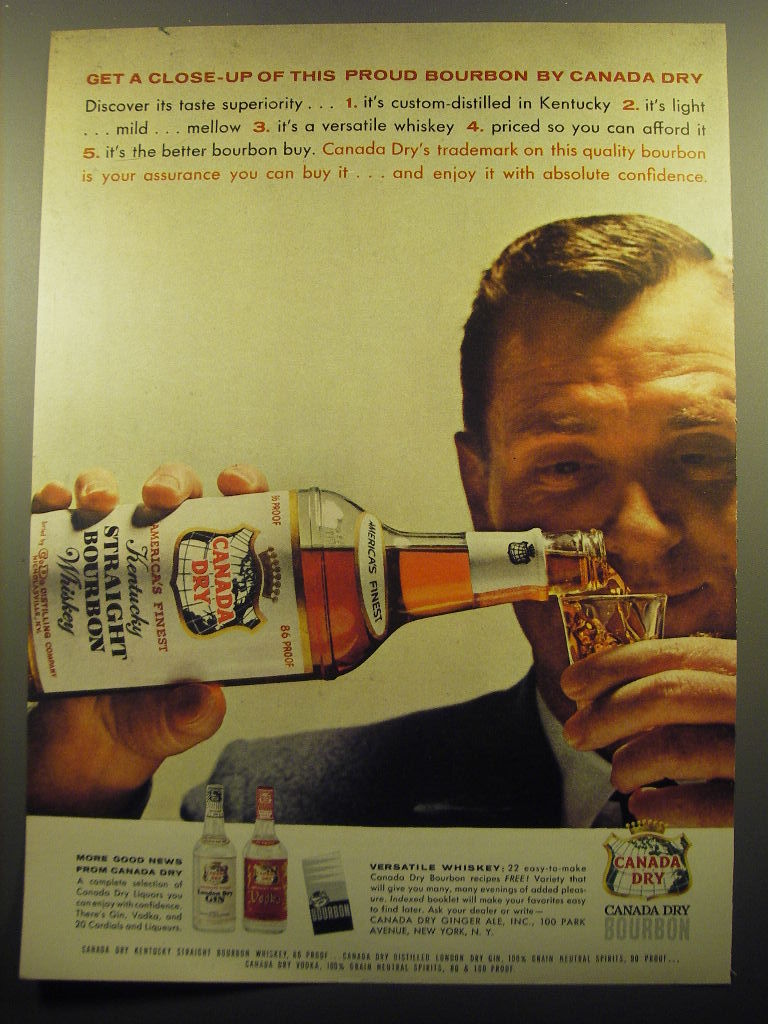 GET A CLOSE-UP OF THIS PROUD BOURBON BY CANADA DRY
Discover its taste superiority . . . 1. it's custom-distilled in Kentucky 2. it's light
. . . mild . . . mellow 3. it's a versatile whiskey 4. priced so you can afford it
5. it's the better bourbon buy. Canada Dry's trademark on this quality bourbon
is your assurance you can buy it . . . and enjoy it with absolute confidence.
86 PROOF
CANADA
DRY
86 PROOF
AMERICA'S FINEST
Kentucky
STRAIGHT
BOURBON
Whiskey
DISTILLING COMPANY
NICHOLASVILLE, KY.
AMERICA'S FINEST
MORE GOOD NEWS
FROM CANADA DRY
A complete selection of
Canada Dry Liquors you
can enjoy with confidence.
There's Gin, Vodka, and
20 Cordials and Liqueurs.
London Dry
GIN
Vodka
BOURBON
VERSATILE WHISKEY: 22 easy-to-make
Canada Dry Bourbon recipes FREE! Variety that
will give you many, many evenings of added pleas-
ure. Indexed booklet will make your favorites easy
to find later. Ask your dealer or write—
CANADA DRY GINGER ALE, INC., 100 PARK
AVENUE, NEW YORK, N. Y.
CANADA
DRY
CANADA DRY
BOURBON
CANADA DRY KENTUCKY STRAIGHT BOURBON WHISKEY, 86 PROOF... CANADA DRY DISTILLED LONDON DRY GIN, 100% GRAIN NEUTRAL SPIRITS, 90 PROOF...
CANADA DRY VODKA, 100% GRAIN NEUTRAL SPIRITS, 80 & 100 PROOF